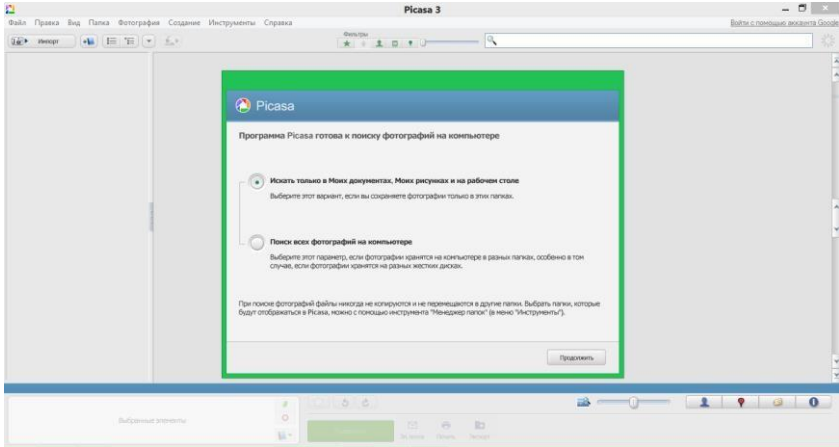 Picasa 3
Файл Правка Вид Папка Фотография Создание Инструменты Справка
Войти с помощью аккаунта Google
Импорт
Фильтры
Picasa
Программа Picasa готова к поиску фотографий на компьютере
Искать только в Моих документах, Моих рисунках и на рабочем столе
Выберите этот вариант, если вы сохраняете фотографии только в этих папках.
Поиск всех фотографий на компьютере
Выберите этот параметр, если фотографии хранятся на компьютере в разных папках, особенно в том
случае, если фотографии хранятся на разных жестких дисках.
При поиске фотографий файлы никогда не копируются и не перемещаются в другие папки. Выбрать папки, которые
будут отображаться в Picasa, можно с помощью инструмента "Менеджер папок" (в меню "Инструменты").
Продолжить
Выбранные элементы
Печать Экспорт